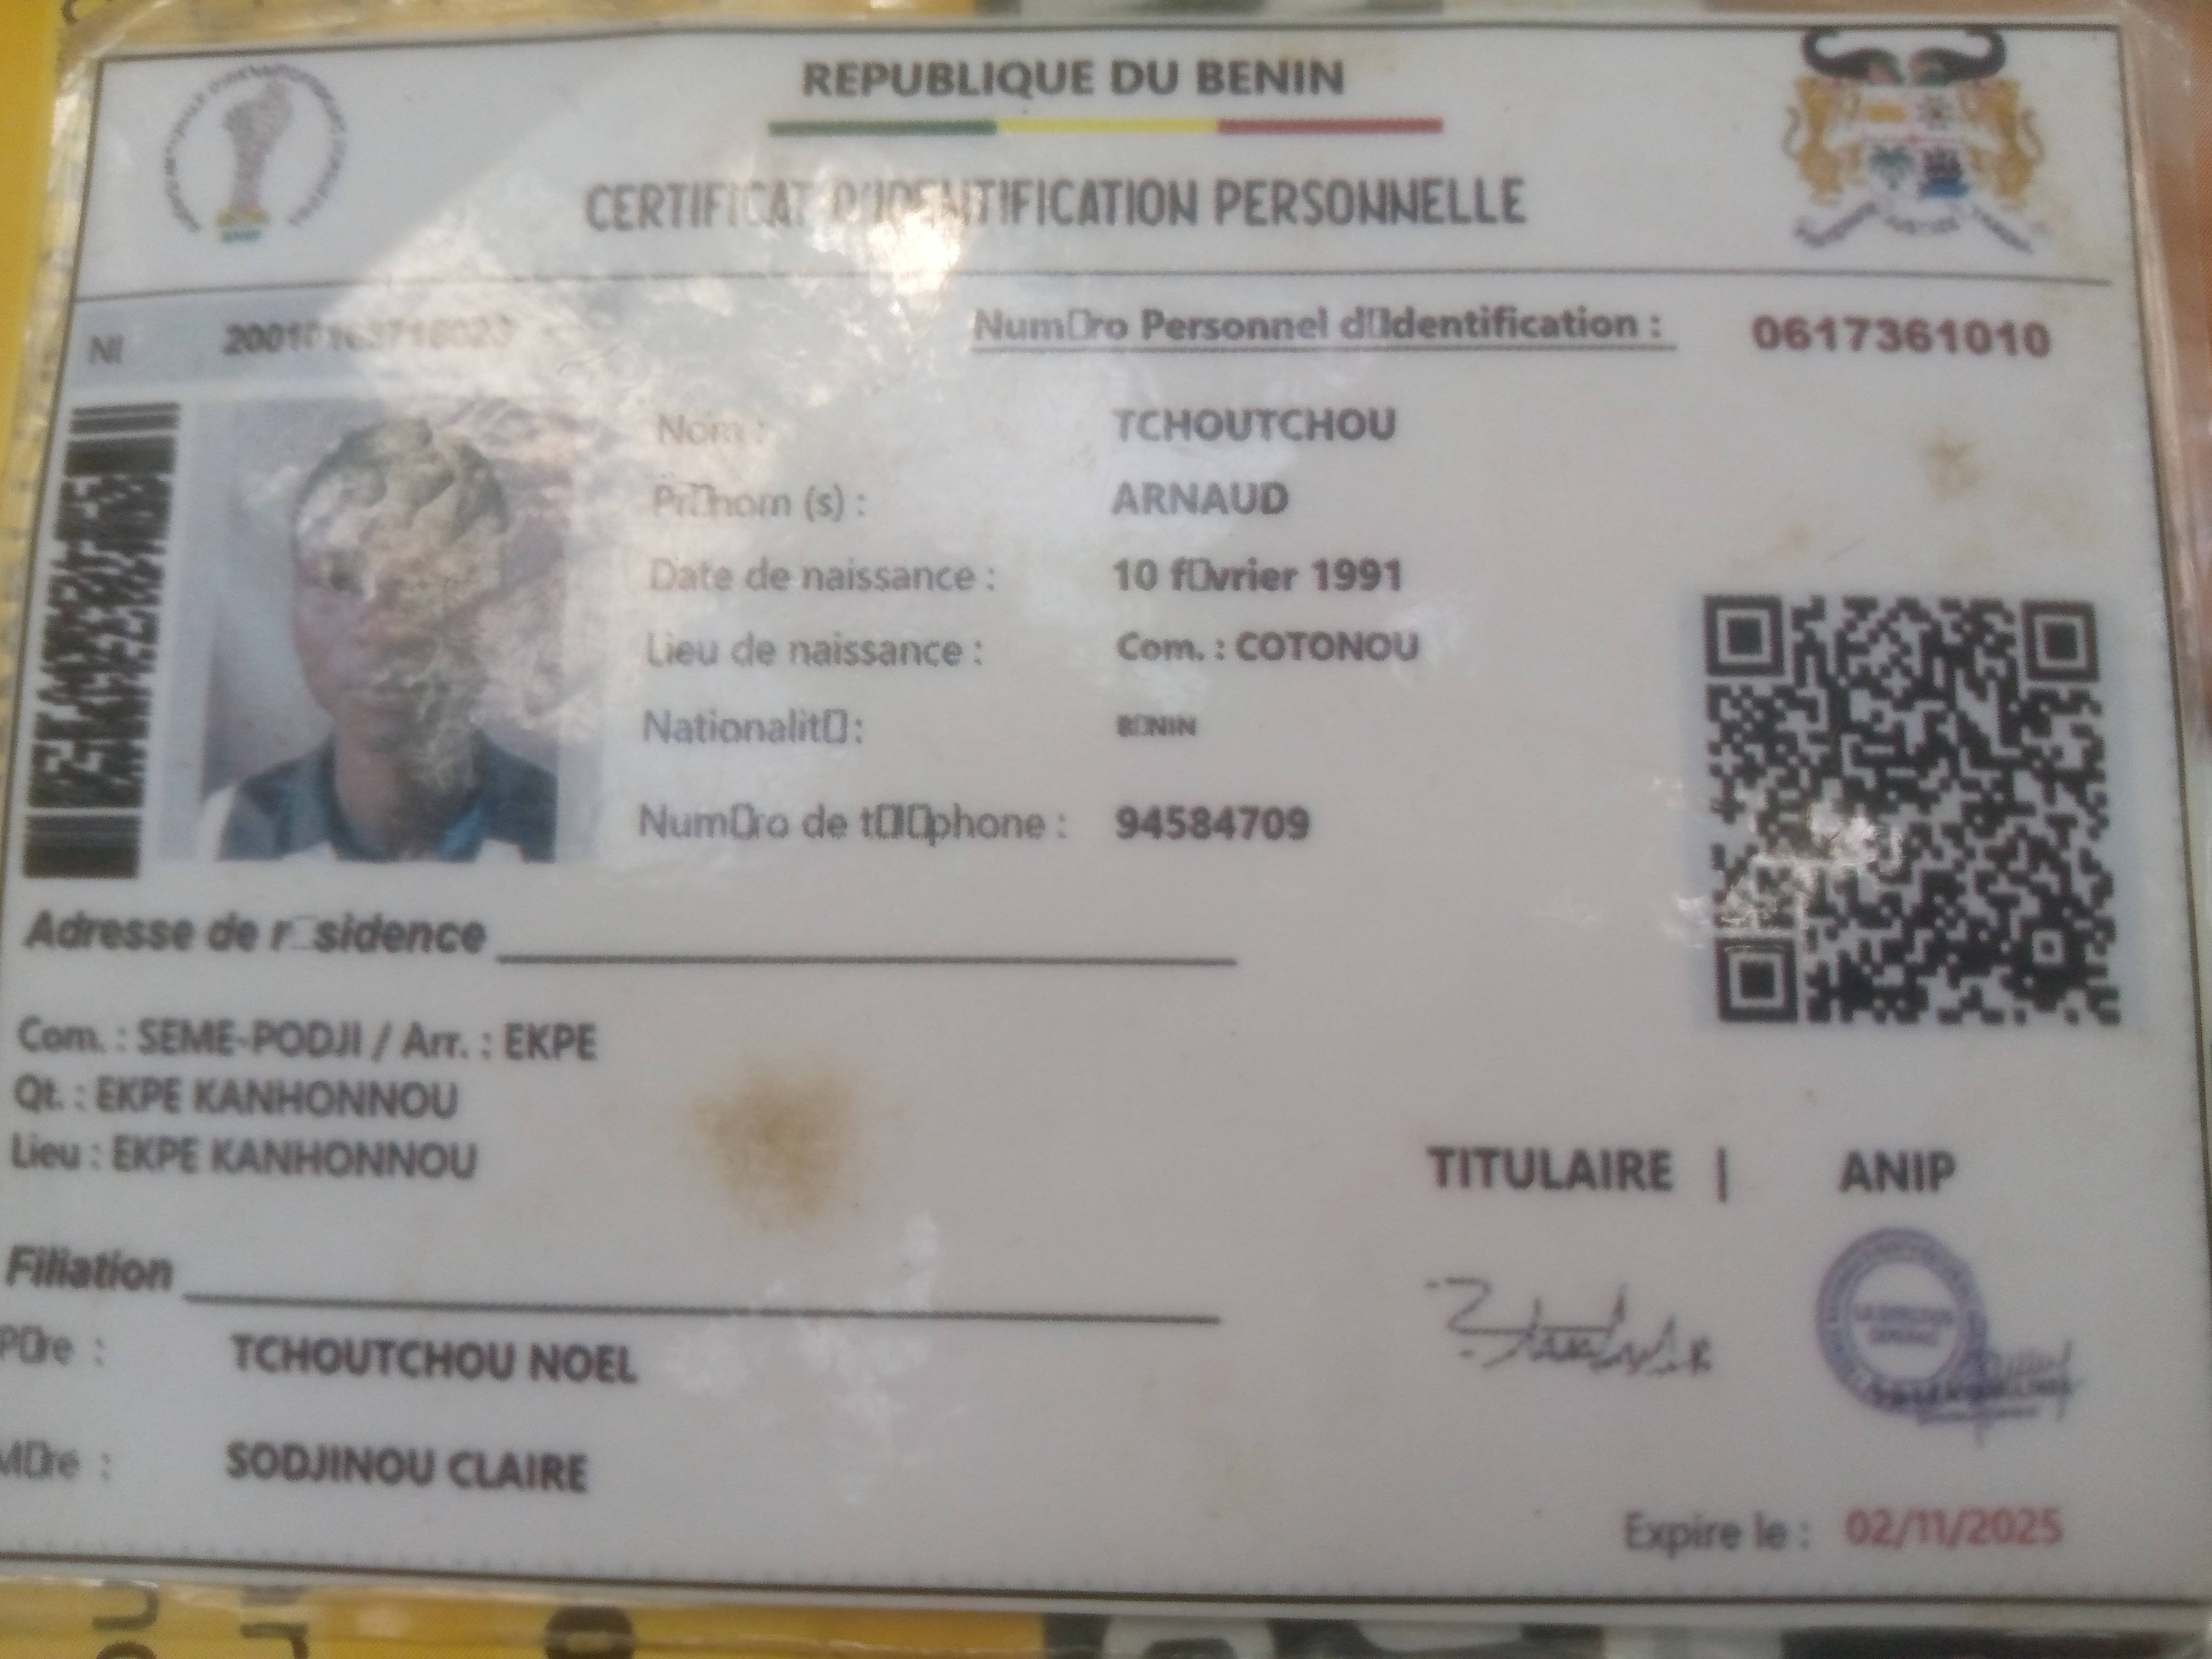 REPUBLIQUE DU BENIN
CERTIFICAT D'IDENTIFICATION PERSONNELLE
NI
Num▯ro Personnel d▯Identification : 0617361010
Nom : TCHOUTCHOU
Pr▯nom (s) : ARNAUD
Date de naissance : 10 f▯vrier 1991
Lieu de naissance : Com. : COTONOU
Nationalit▯ : B▯NIN
Num▯ro de t▯l▯phone : 94584709
Adresse de r▯sidence
Com. : SEME-PODJI / Arr. : EKPE
Qt. : EKPE KANHONNOU
Lieu : EKPE KANHONNOU
TITULAIRE | ANIP
Filiation
P▯re : TCHOUTCHOU NOEL
M▯re : SODJINOU CLAIRE
Expire le : 02/11/2025